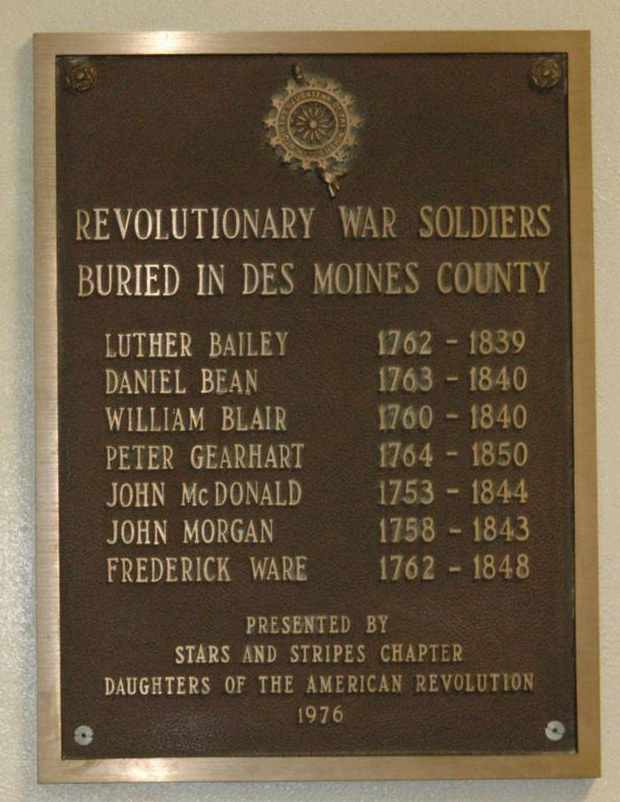 REVOLUTIONARY WAR SOLDIERS
BURIED IN DES MOINES COUNTY
LUTHER BAILEY 1762 - 1839
DANIEL BEAN 1763 - 1840
WILLIAM BLAIR 1760 - 1840
PETER GEARHART 1764 - 1850
JOHN McDONALD 1753 - 1844
JOHN MORGAN 1758 - 1843
FREDERICK WARE 1762 - 1848
PRESENTED BY
STARS AND STRIPES CHAPTER
DAUGHTERS OF THE AMERICAN REVOLUTION
1976